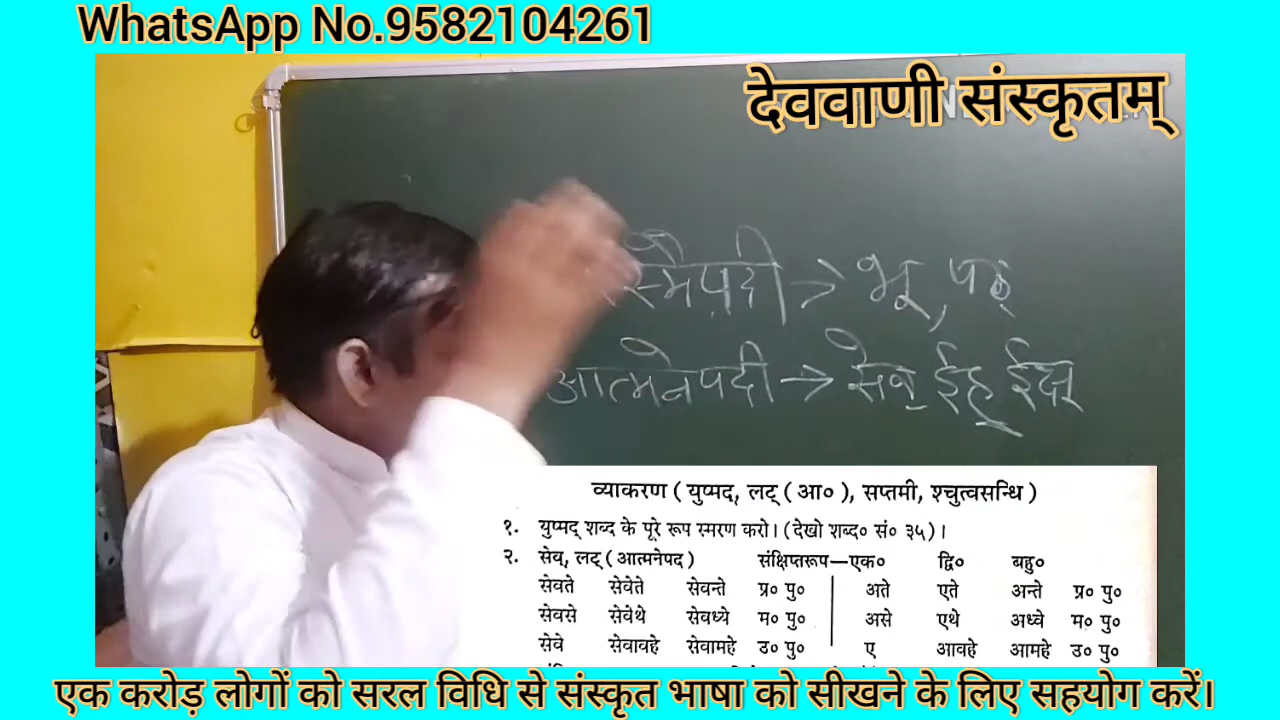 WhatsApp No.9582104261
देववाणी संस्कृतम्
स्मैपदी -> भू, पठ्
आत्मनेपदी -> सेव् ईह् ईक्ष्
व्याकरण ( युष्मद्, लट् ( आ० ), सप्तमी, श्चुत्वसन्धि )
१. युष्मद् शब्द के पूरे रूप स्मरण करो। ( देखो शब्द० सं० ३५ )।
२. सेव्, लट् ( आत्मनेपद ) संक्षिप्तरूप—एक० द्वि० बहु०
सेवते सेवेते सेवन्ते प्र० पु० अते एते अन्ते प्र० पु०
सेवसे सेवेथे सेवध्वे म० पु० असे एथे अध्वे म० पु०
सेवे सेवावहे सेवामहे उ० पु० ए आवहे आमहे उ० पु०
एक करोड़ लोगों को सरल विधि से संस्कृत भाषा को सीखने के लिए सहयोग करें।